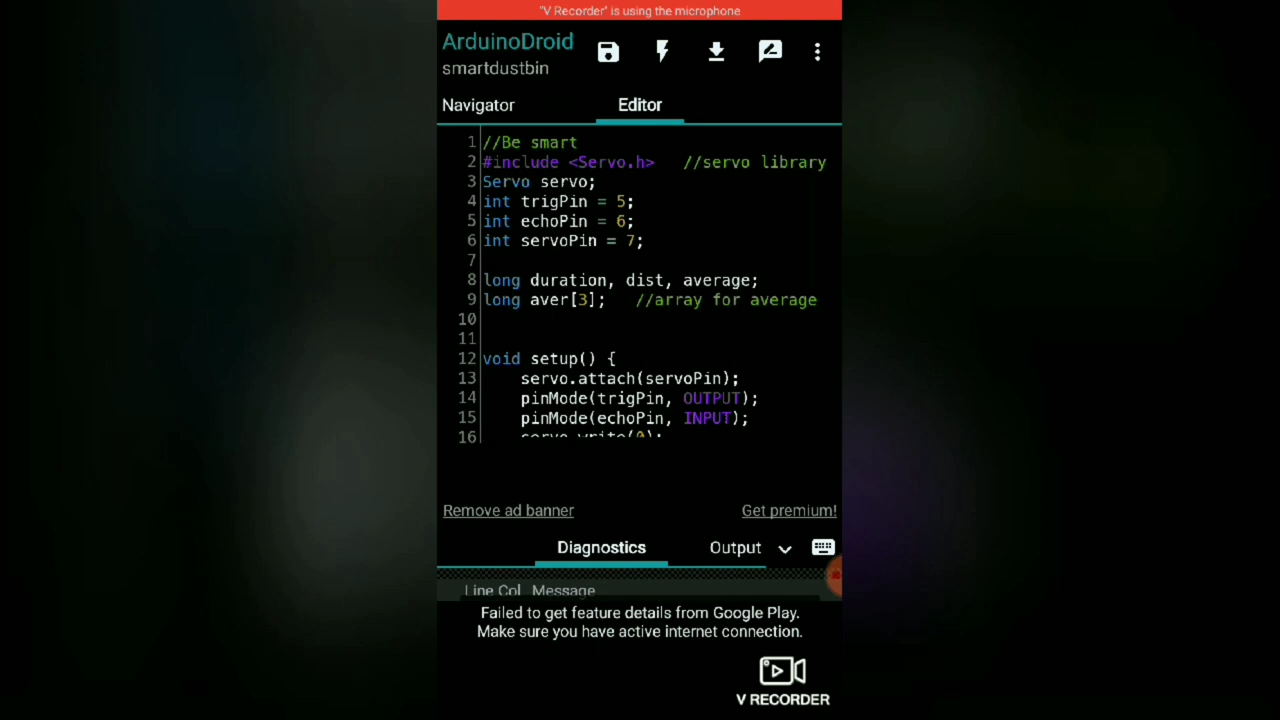 "V Recorder" is using the microphone
ArduinoDroid
smartdustbin
Navigator Editor
1 //Be smart
2 #include <Servo.h>   //servo library
3 Servo servo;
4 int trigPin = 5;
5 int echoPin = 6;
6 int servoPin = 7;
7
8 long duration, dist, average;
9 long aver[3];   //array for average
10
11
12 void setup() {
13     servo.attach(servoPin);
14     pinMode(trigPin, OUTPUT);
15     pinMode(echoPin, INPUT);
16     servo.write(0);
Remove ad banner Get premium!
Diagnostics Output
Line Col Message
Failed to get feature details from Google Play.
Make sure you have active internet connection.
V RECORDER